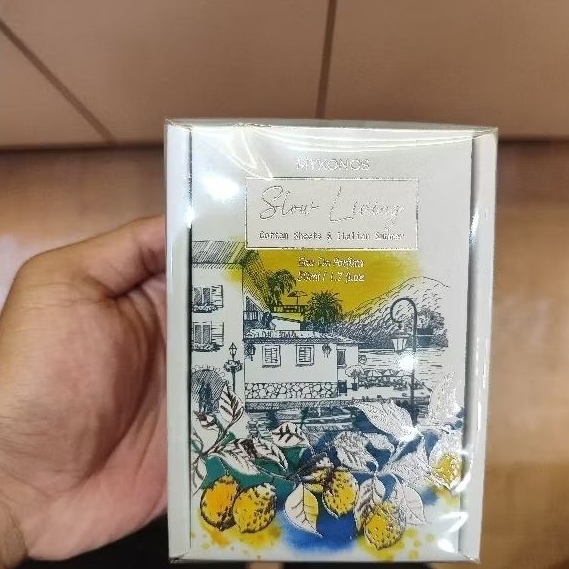 MYKONOS
Slow Living
Cotton Sheets & Italian Summer
Eau De Parfum
50ml / 1.7 fl.oz